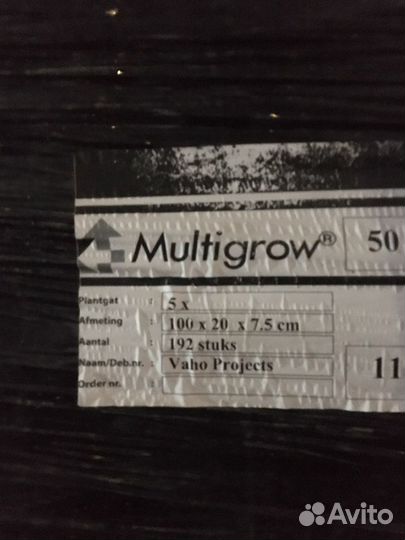 Multigrow® 50
Plantgat : 5 x
Afmeting : 100 x 20 x 7.5 cm
Aantal : 192 stuks
Naam/Deb.nr. : Vaho Projects
11
Order nr. :
Avito